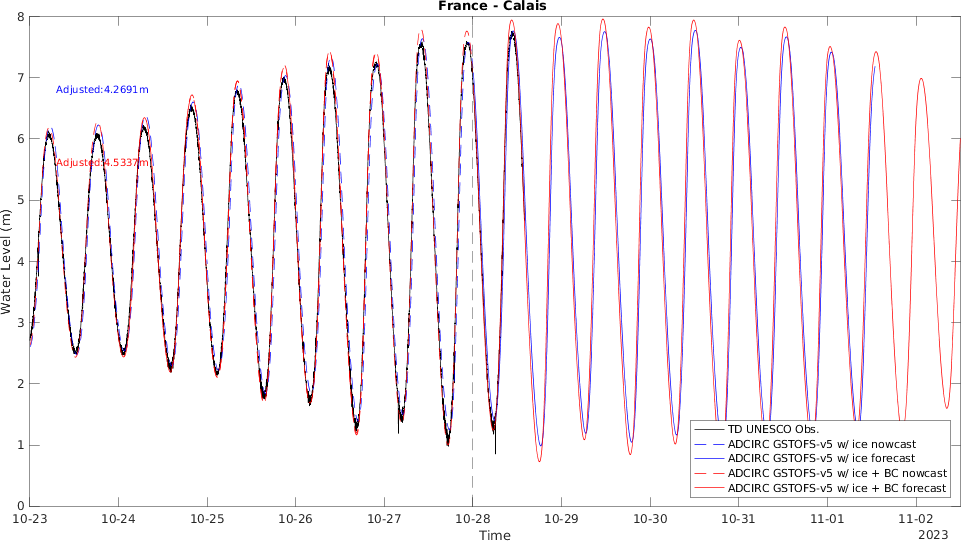 France - Calais
8
7
6
5
4
3
2
1
0
Water Level (m)
Adjusted:4.2691m
Adjusted:4.5337m
TD UNESCO Obs.
ADCIRC GSTOFS-v5 w/ ice nowcast
ADCIRC GSTOFS-v5 w/ ice forecast
ADCIRC GSTOFS-v5 w/ ice + BC nowcast
ADCIRC GSTOFS-v5 w/ ice + BC forecast
10-23 10-24 10-25 10-26 10-27 10-28 10-29 10-30 10-31 11-01 11-02
Time
2023